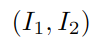 (I₁, I₂)